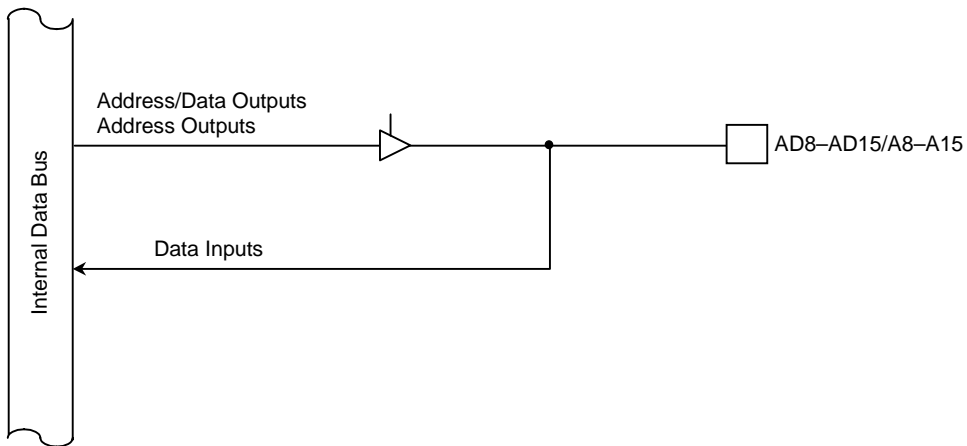 Internal Data Bus
Address/Data Outputs
Address Outputs
AD8–AD15/A8–A15
Data Inputs